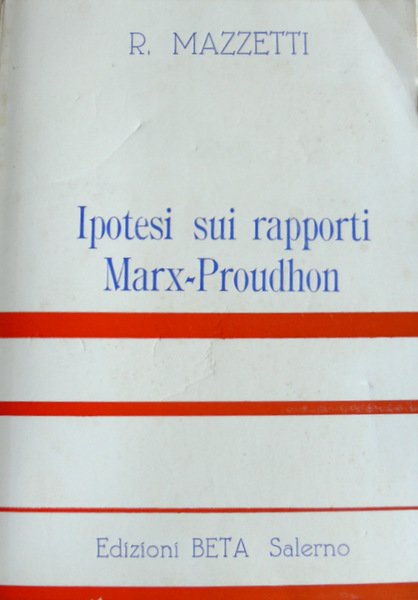 R. MAZZETTI
Ipotesi sui rapporti
Marx-Proudhon
Edizioni BETA Salerno